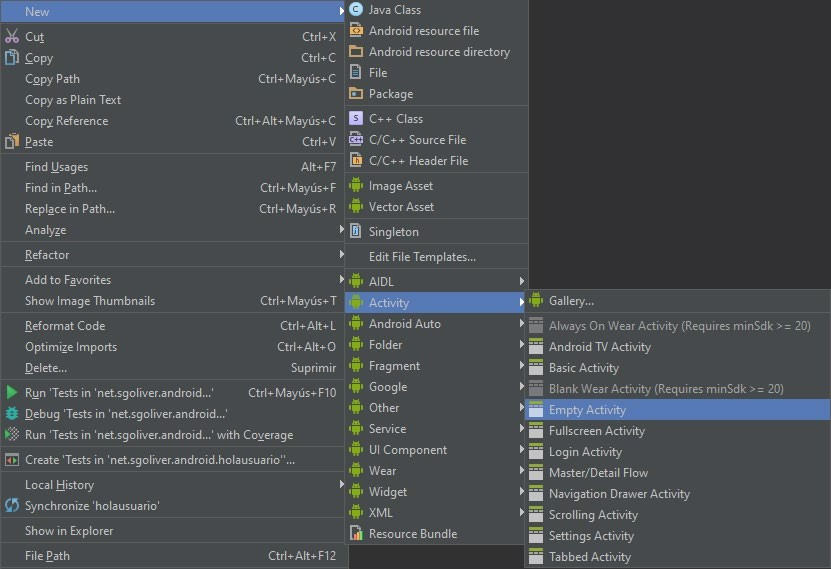 New
Cut Ctrl+X
Copy Ctrl+C
Copy Path Ctrl+Mayús+C
Copy as Plain Text
Copy Reference Ctrl+Alt+Mayús+C
Paste Ctrl+V
Find Usages Alt+F7
Find in Path... Ctrl+Mayús+F
Replace in Path... Ctrl+Mayús+R
Analyze
Refactor
Add to Favorites
Show Image Thumbnails Ctrl+Mayús+T
Reformat Code Ctrl+Alt+L
Optimize Imports Ctrl+Alt+O
Delete... Suprimir
Run 'Tests in 'net.sgoliver.android...' Ctrl+Mayús+F10
Debug 'Tests in 'net.sgoliver.android...'
Run 'Tests in 'net.sgoliver.android...' with Coverage
Create 'Tests in 'net.sgoliver.android.holausuario''...
Local History
Synchronize 'holausuario'
Show in Explorer
File Path Ctrl+Alt+F12
Java Class
Android resource file
Android resource directory
File
Package
C++ Class
C/C++ Source File
C/C++ Header File
Image Asset
Vector Asset
Singleton
Edit File Templates...
AIDL
Activity
Android Auto
Folder
Fragment
Google
Other
Service
UI Component
Wear
Widget
XML
Resource Bundle
Gallery...
Always On Wear Activity (Requires minSdk >= 20)
Android TV Activity
Basic Activity
Blank Wear Activity (Requires minSdk >= 20)
Empty Activity
Fullscreen Activity
Login Activity
Master/Detail Flow
Navigation Drawer Activity
Scrolling Activity
Settings Activity
Tabbed Activity